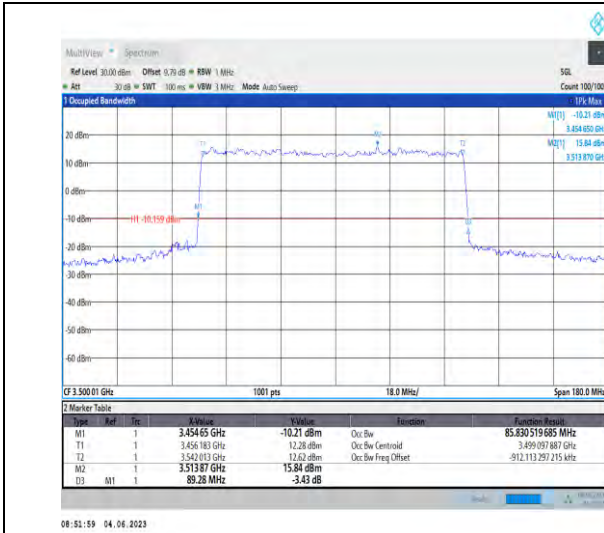 MultiView Spectrum
Ref Level 30.00 dBm Offset 9.79 dB RBW 1 MHz SGL
Att 30 dB SWT 100 ms VBW 3 MHz Mode Auto Sweep Count 100/100
1 Occupied Bandwidth 1Pk Max
M1[1] -10.21 dBm
3.454 650 GHz
M2[1] 15.84 dBm
3.513 870 GHz
20 dBm
M2
T1 T2
10 dBm
0 dBm
M1
-10 dBm H1 -10.159 dBm
-20 dBm
-30 dBm
-40 dBm
-50 dBm
-60 dBm
CF 3.500 01 GHz 1001 pts 18.0 MHz/ Span 180.0 MHz
2 Marker Table
Type Ref Trc X-Value Y-Value Function Function Result
M1 1 3.454 65 GHz -10.21 dBm Occ Bw 85.830 519 685 MHz
T1 1 3.456 183 GHz 12.28 dBm Occ Bw Centroid 3.499 097 887 GHz
T2 1 3.542 013 GHz 12.62 dBm Occ Bw Freq Offset -912.113 297 215 kHz
M2 1 3.513 87 GHz 15.84 dBm
D3 M1 1 89.28 MHz -3.43 dB
08:51:59 04.06.2023